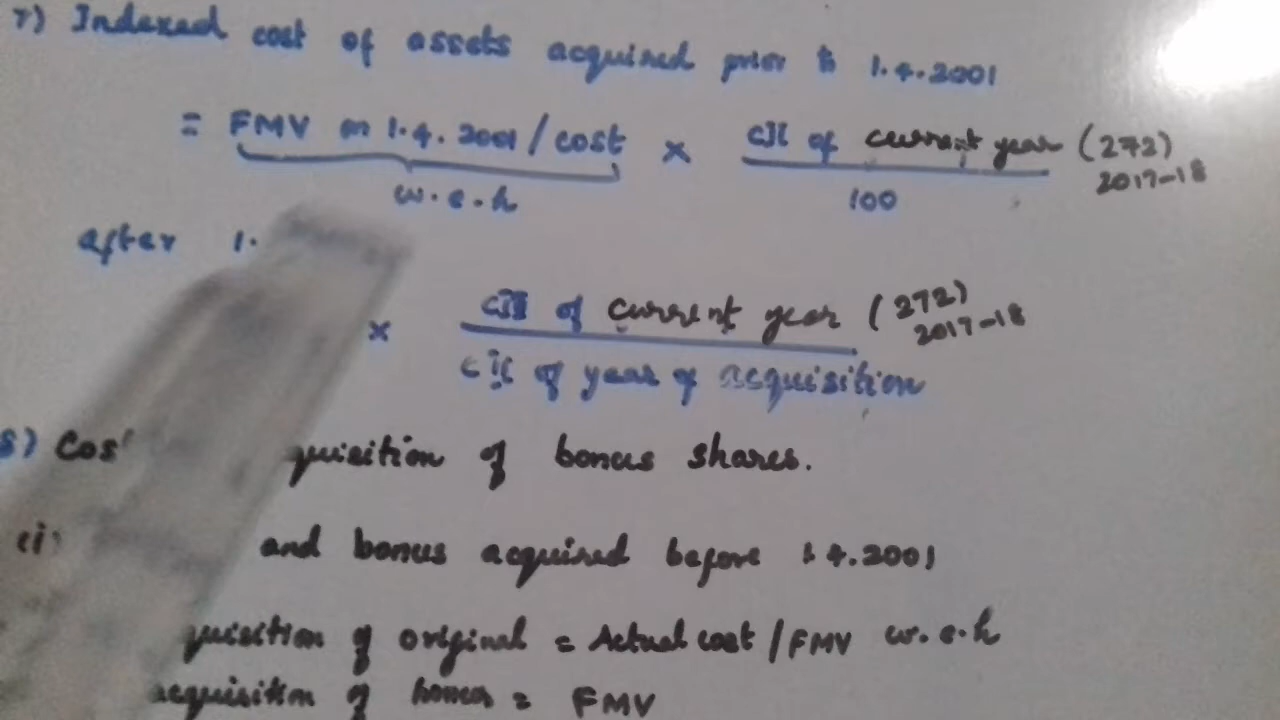 7) Indexed cost of assets acquired prior to 1.4.2001
= FMV on 1.4.2001 / cost × CII of current year (272)
w.e.h 100 2017-18
after 1.
× CII of current year (272)
2017-18
CII of year of acquisition
8) Cos quisition of bonus shares.
(i) and bonus acquired before 1.4.2001
quisition of original = Actual cost / FMV w.e.h
acquisition of bonus = FMV